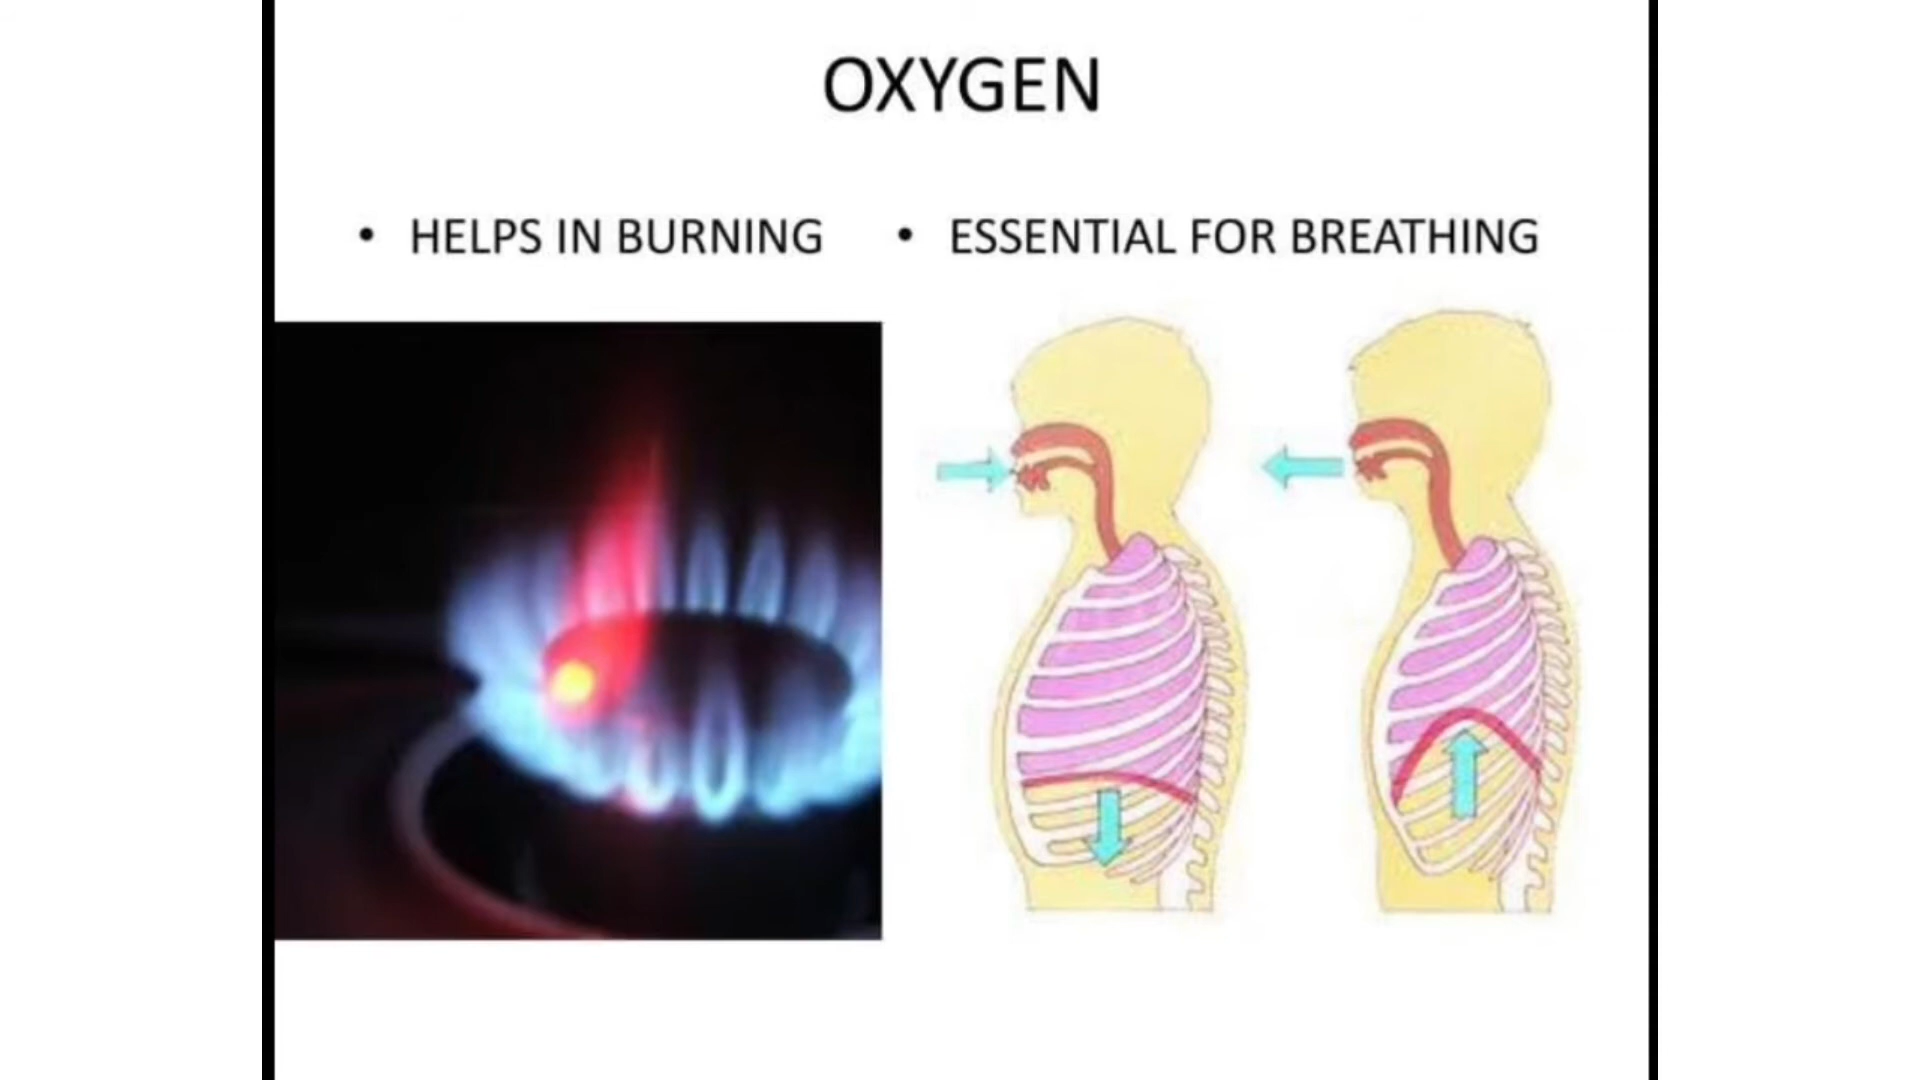 OXYGEN
• HELPS IN BURNING
• ESSENTIAL FOR BREATHING